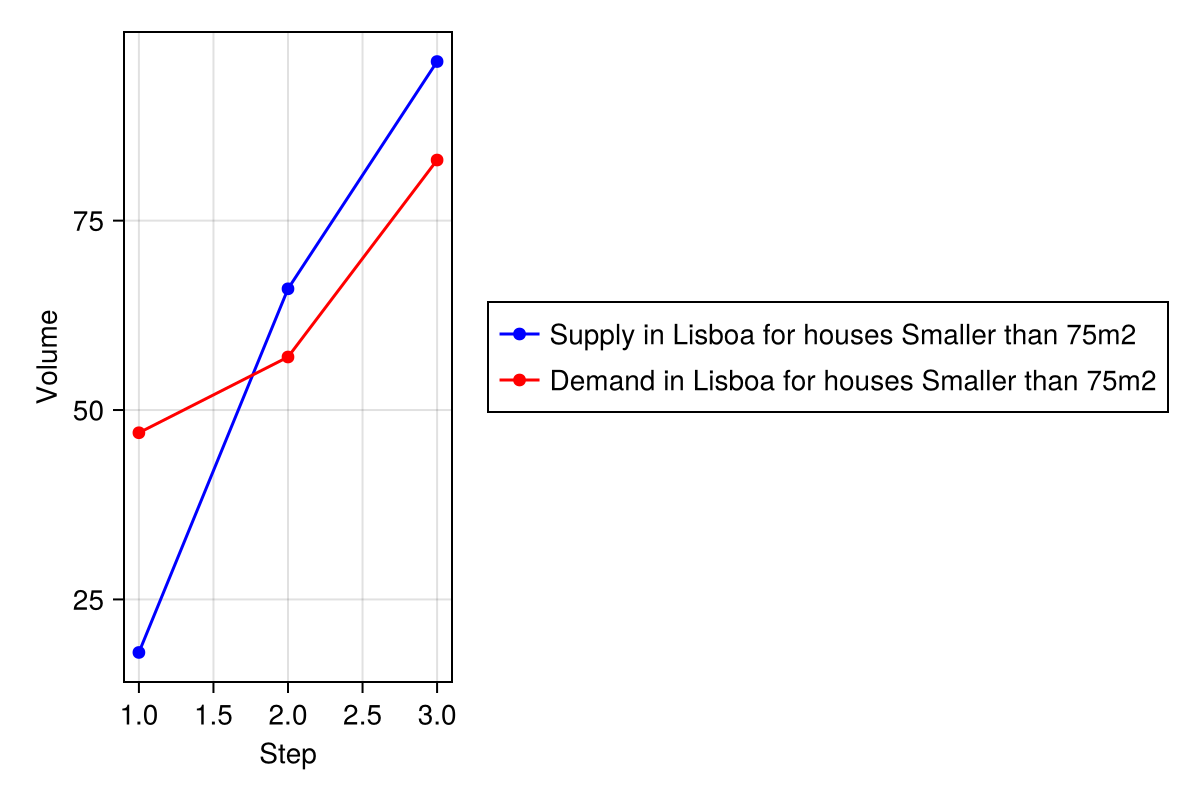 Volume
75
50
25
1.0 1.5 2.0 2.5 3.0
Step
Supply in Lisboa for houses Smaller than 75m2
Demand in Lisboa for houses Smaller than 75m2